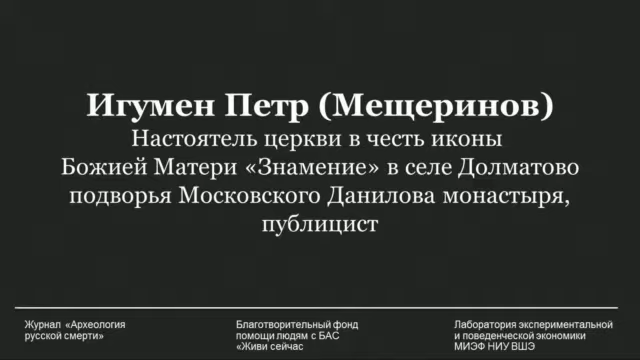 Игумен Петр (Мещеринов)
Настоятель церкви в честь иконы
Божией Матери «Знамение» в селе Долматово
подворья Московского Данилова монастыря,
публицист
Журнал «Археология
русской смерти»
Благотворительный фонд
помощи людям с БАС
«Живи сейчас
Лаборатория экспериментальной
и поведенческой экономики
МИЭФ НИУ ВШЭ